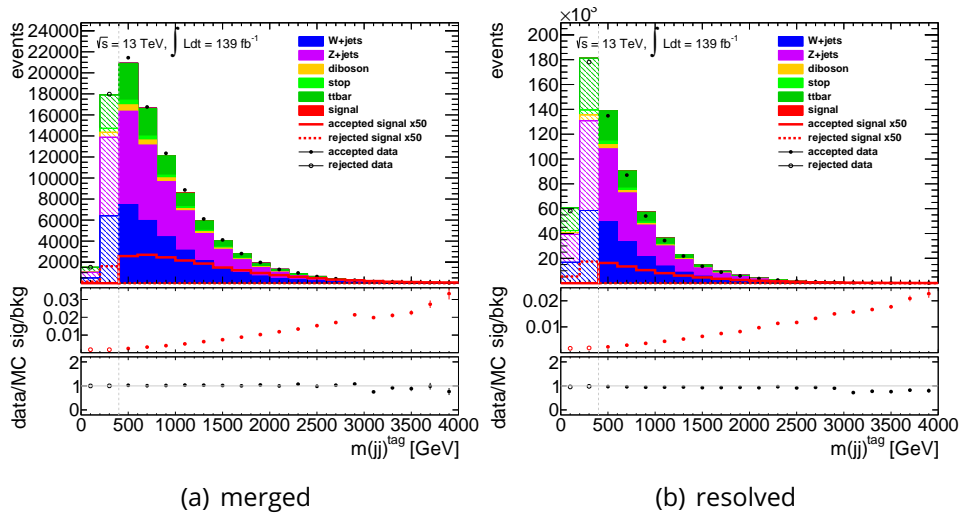 events
24000
22000
20000
18000
16000
14000
12000
10000
8000
6000
4000
2000
√s = 13 TeV, ∫ Ldt = 139 fb⁻¹
W+jets
Z+jets
diboson
stop
ttbar
signal
accepted signal x50
rejected signal x50
accepted data
rejected data
sig/bkg
0.03
0.02
0.01
data/MC
2
1
0
0 500 1000 1500 2000 2500 3000 3500 4000
m(jj)ᵗᵃᵍ [GeV]
(a) merged
×10⁻³
events
200
180
160
140
120
100
80
60
40
20
√s = 13 TeV, ∫ Ldt = 139 fb⁻¹
W+jets
Z+jets
diboson
stop
ttbar
signal
accepted signal x50
rejected signal x50
accepted data
rejected data
sig/bkg
0.02
0.01
data/MC
2
1
0
0 500 1000 1500 2000 2500 3000 3500 4000
m(jj)ᵗᵃᵍ [GeV]
(b) resolved